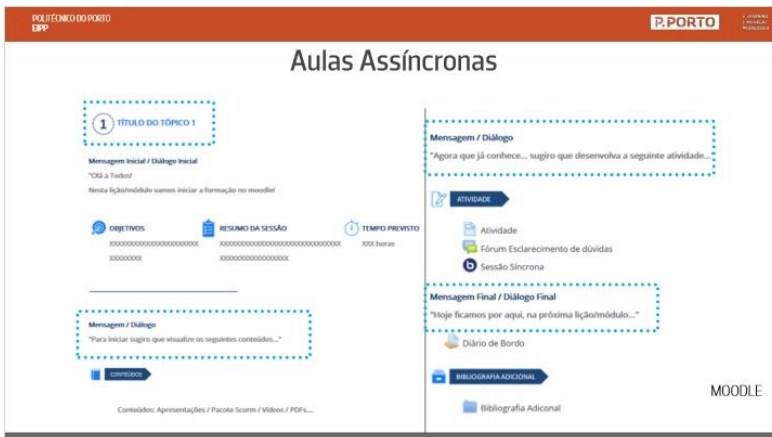 POLITÉCNICO DO PORTO
EIPP
P.PORTO
Aulas Assíncronas
1 TÍTULO DO TÓPICO 1
Mensagem Inicial / Diálogo Inicial
"Olá a Todos!
Nesta lição/módulo vamos iniciar a formação no moodle!
OBJETIVOS
XXXXXXXXXXXXXXXXXXXXXX
XXXXXXXX
RESUMO DA SESSÃO
XXXXXXXXXXXXXXXXXXXXXXXXXXXXXX
XXXXXXXXXXXXXXXXX
TEMPO PREVISTO
XXX horas
Mensagem / Diálogo
"Para iniciar sugiro que visualize os seguintes conteúdos..."
CONTEÚDOS
Conteúdos: Apresentações / Pacote Scorm / Vídeos / PDFs....
Mensagem / Diálogo
"Agora que já conhece... sugiro que desenvolva a seguinte atividade...
ATIVIDADE
Atividade
Fórum Esclarecimento de dúvidas
Sessão Síncrona
Mensagem Final / Diálogo Final
"Hoje ficamos por aqui, na próxima lição/módulo..."
Diário de Bordo
BIBLIOGRAFIA ADICIONAL
Bibliografia Adiconal
MOODLE